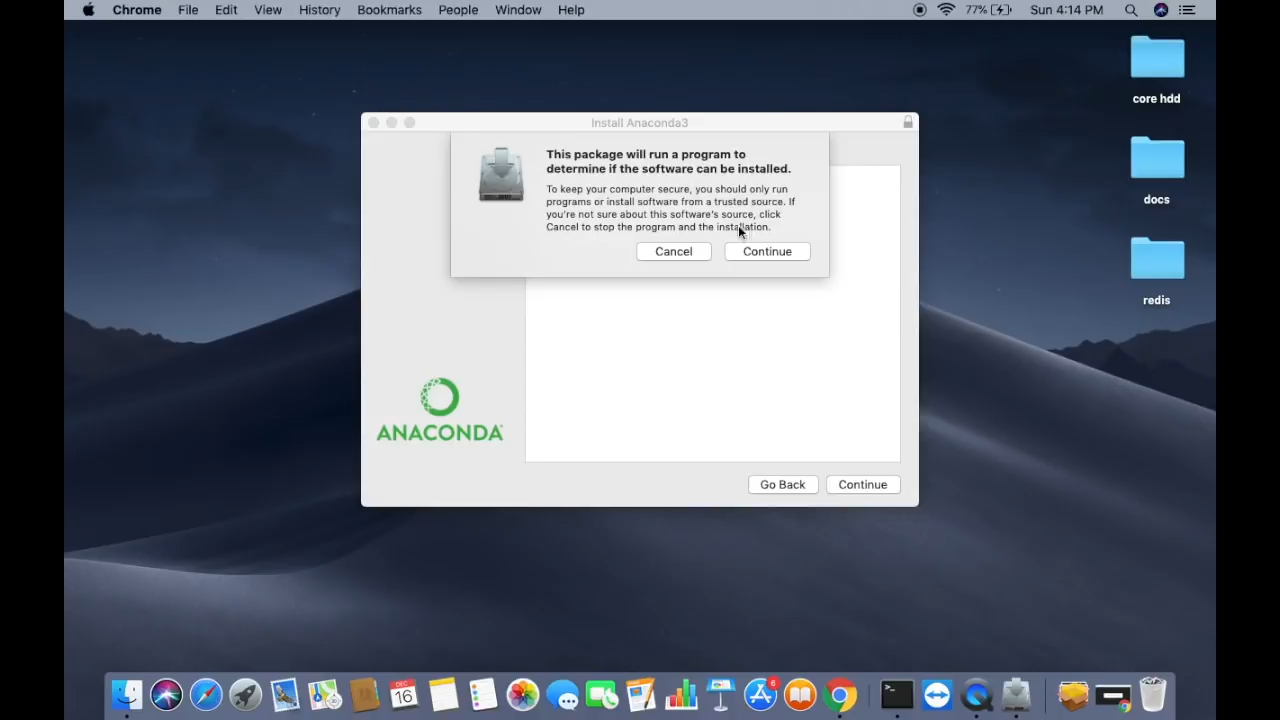 Chrome File Edit View History Bookmarks People Window Help 77% Sun 4:14 PM
core hdd
Install Anaconda3
This package will run a program to
determine if the software can be installed.
To keep your computer secure, you should only run
programs or install software from a trusted source. If
you're not sure about this software's source, click
Cancel to stop the program and the installation.
Cancel Continue
docs
redis
ANACONDA
Go Back Continue
DEC
16
6